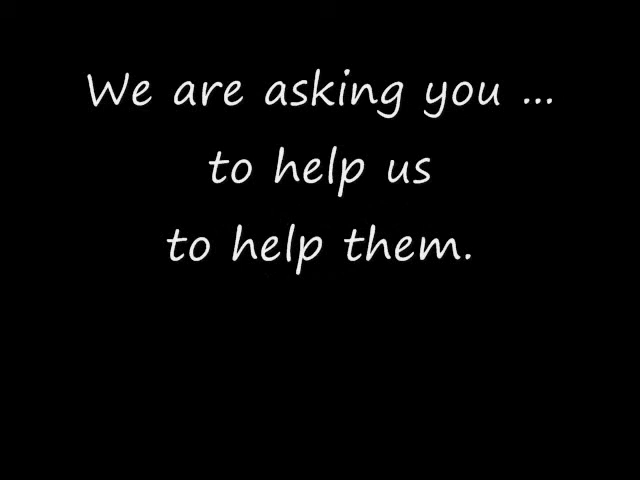 We are asking you ...
to help us
to help them.